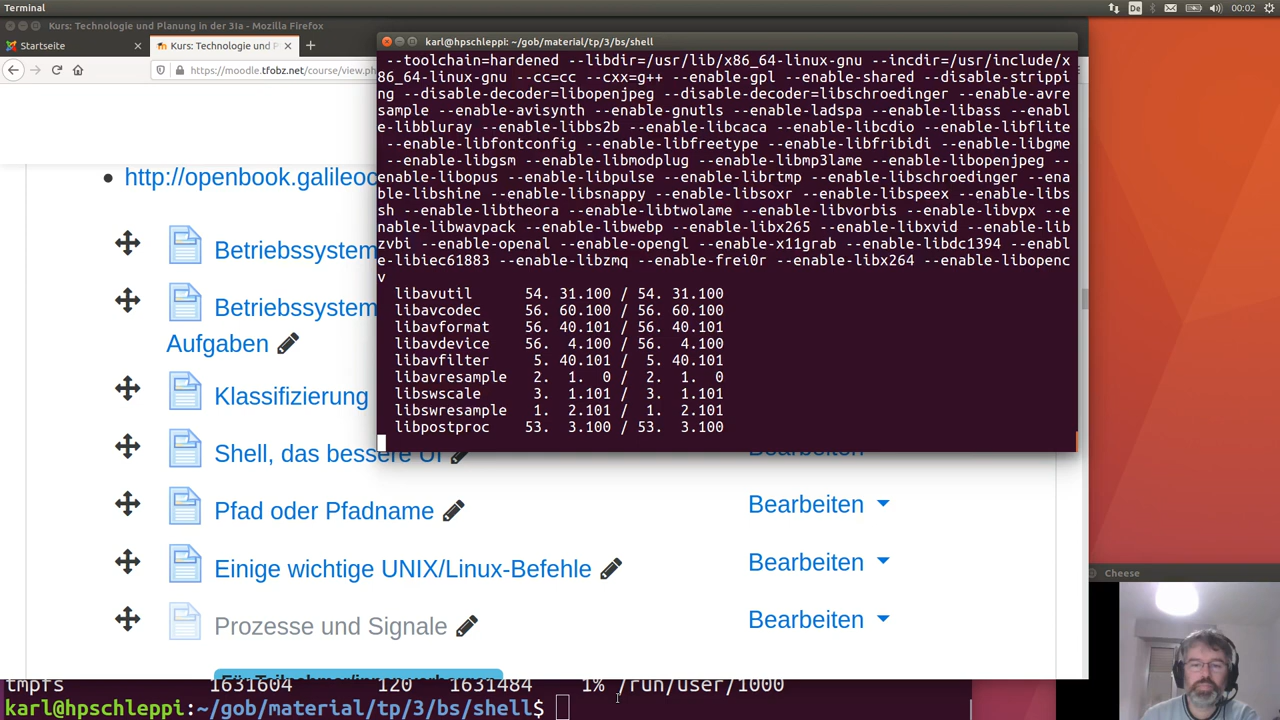 Terminal
De
00:02
Kurs: Technologie und Planung in der 3Ia - Mozilla Firefox
Startseite
Kurs: Technologie und P
https://moodle.tfobz.net/course/view.ph
karl@hpschleppi: ~/gob/material/tp/3/bs/shell
--toolchain=hardened --libdir=/usr/lib/x86_64-linux-gnu --incdir=/usr/include/x
86_64-linux-gnu --cc=cc --cxx=g++ --enable-gpl --enable-shared --disable-strippi
ng --disable-decoder=libopenjpeg --disable-decoder=libschroedinger --enable-avre
sample --enable-avisynth --enable-gnutls --enable-ladspa --enable-libass --enabl
e-libbluray --enable-libbs2b --enable-libcaca --enable-libcdio --enable-libflite
--enable-libfontconfig --enable-libfreetype --enable-libfribidi --enable-libgme
--enable-libgsm --enable-libmodplug --enable-libmp3lame --enable-libopenjpeg --
enable-libopus --enable-libpulse --enable-librtmp --enable-libschroedinger --ena
ble-libshine --enable-libsnappy --enable-libsoxr --enable-libspeex --enable-libs
sh --enable-libtheora --enable-libtwolame --enable-libvorbis --enable-libvpx --e
nable-libwavpack --enable-libwebp --enable-libx265 --enable-libxvid --enable-lib
zvbi --enable-openal --enable-opengl --enable-x11grab --enable-libdc1394 --enabl
e-libiec61883 --enable-libzmq --enable-frei0r --enable-libx264 --enable-libopenc
v
libavutil 54. 31.100 / 54. 31.100
libavcodec 56. 60.100 / 56. 60.100
libavformat 56. 40.101 / 56. 40.101
libavdevice 56. 4.100 / 56. 4.100
libavfilter 5. 40.101 / 5. 40.101
libavresample 2. 1. 0 / 2. 1. 0
libswscale 3. 1.101 / 3. 1.101
libswresample 1. 2.101 / 1. 2.101
libpostproc 53. 3.100 / 53. 3.100
http://openbook.galileoc
Betriebssystem
Betriebssystem
Aufgaben
Klassifizierung
Shell, das bessere UI
Bearbeiten
Pfad oder Pfadname
Bearbeiten
Einige wichtige UNIX/Linux-Befehle
Bearbeiten
Prozesse und Signale
Bearbeiten
Cheese
tmpfs 1631604 120 1631484 1% /run/user/1000
karl@hpschleppi:~/gob/material/tp/3/bs/shell$